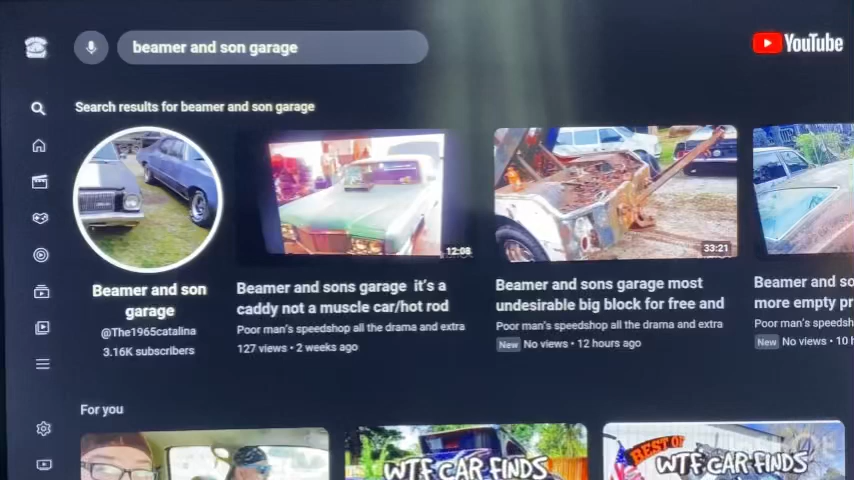 beamer and son garage
YouTube
Search results for beamer and son garage
12:08
33:21
Beamer and son
garage
@The1965catalina
3.16K subscribers
Beamer and sons garage it's a
caddy not a muscle car/hot rod
Poor man's speedshop all the drama and extra
127 views • 2 weeks ago
Beamer and sons garage most
undesirable big block for free and
Poor man's speedshop all the drama and extra
New No views • 12 hours ago
Beamer and so
more empty pr
Poor man's speedsh
New No views • 10 h
For you
WTF CAR FINDS
BEST OF
WTF CAR FINDS